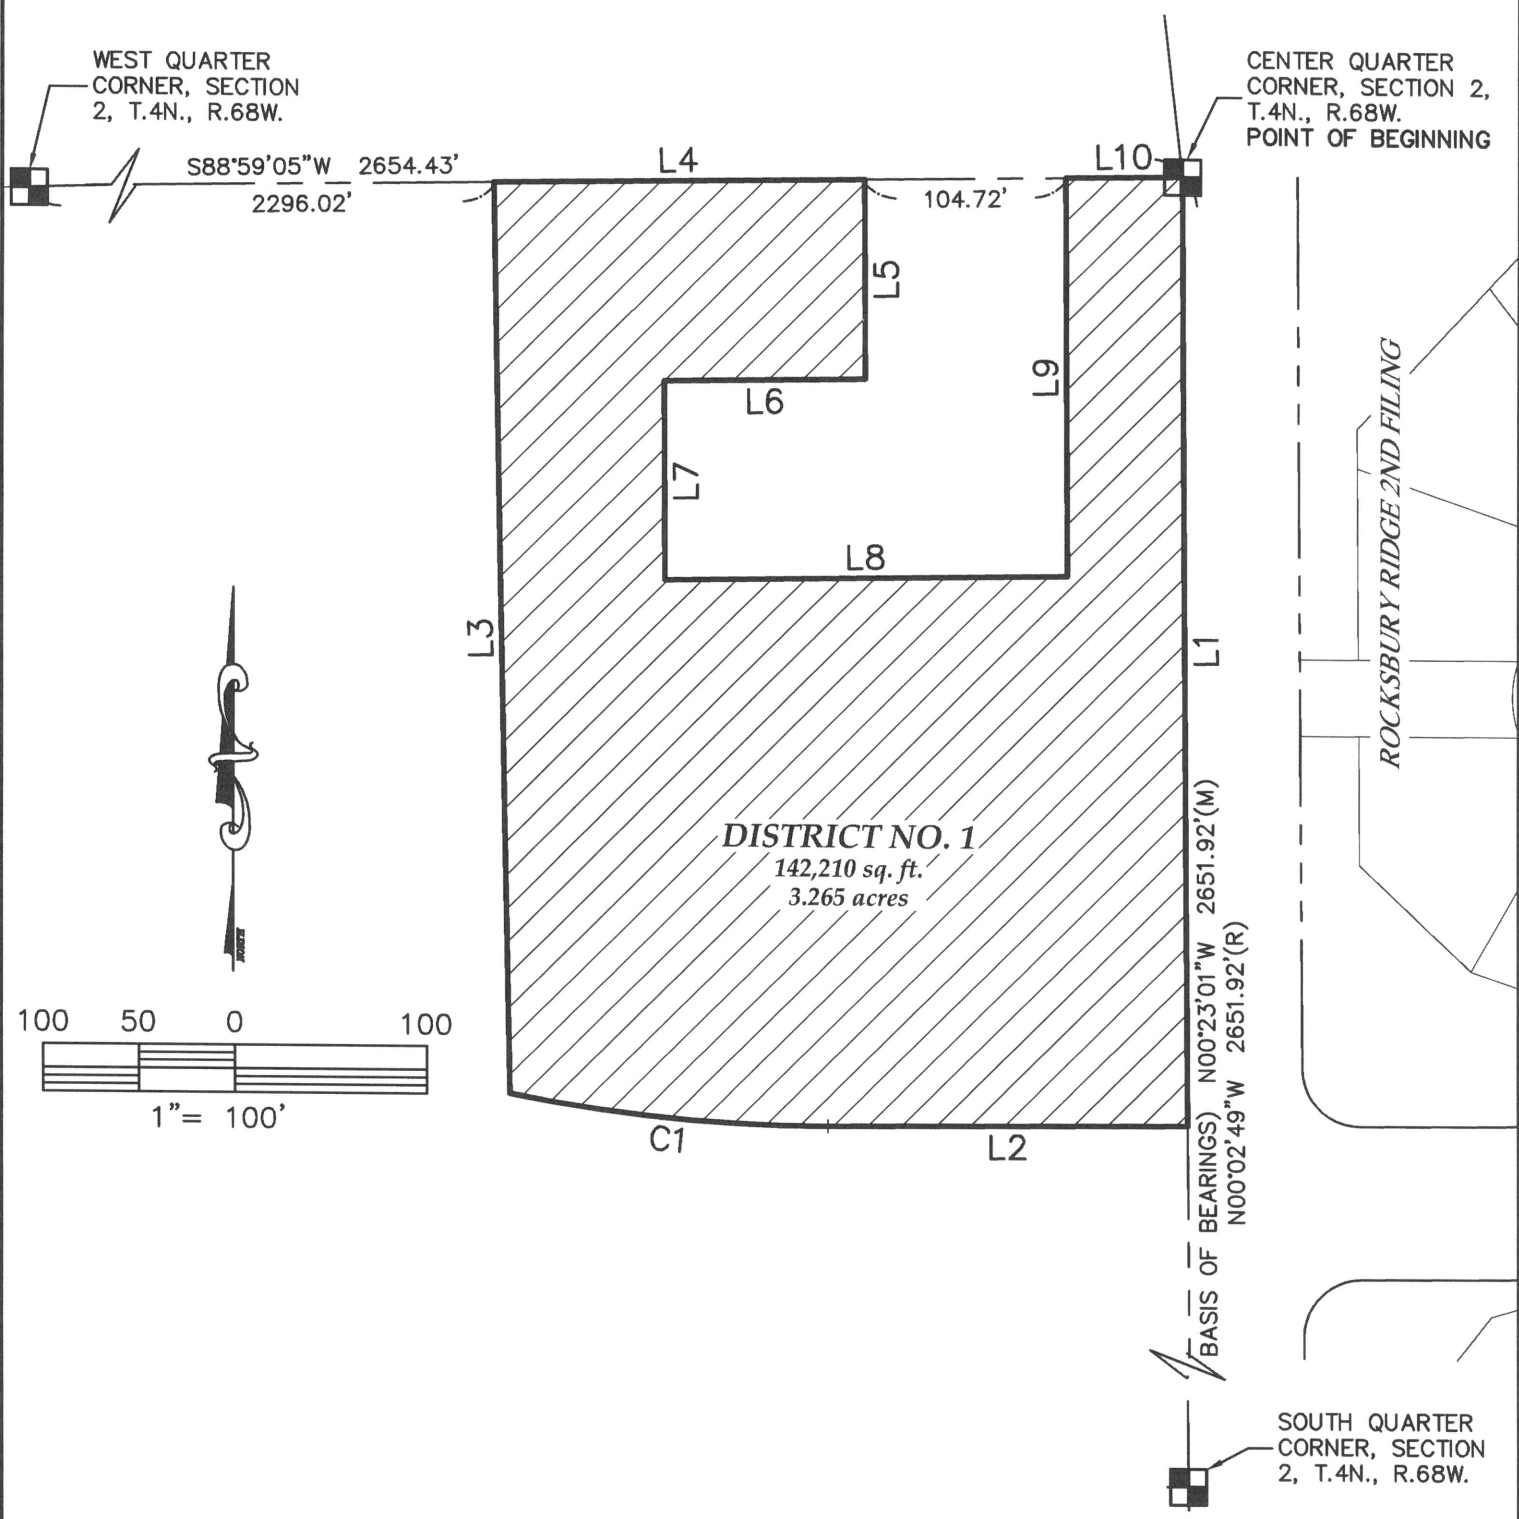 WEST QUARTER
CORNER, SECTION
2, T.4N., R.68W.
CENTER QUARTER
CORNER, SECTION 2,
T.4N., R.68W.
POINT OF BEGINNING
S88°59'05"W 2654.43'
2296.02'
L4
104.72'
L10
L5
L6
L9
L7
L8
L3
L1
ROCKSBURY RIDGE 2ND FILING
DISTRICT NO. 1
142,210 sq. ft.
3.265 acres
NORTH
100 50 0 100
1"= 100'
C1
L2
BASIS OF BEARINGS) N00°23'01"W 2651.92'(M)
N00°02'49"W 2651.92'(R)
SOUTH QUARTER
CORNER, SECTION
2, T.4N., R.68W.